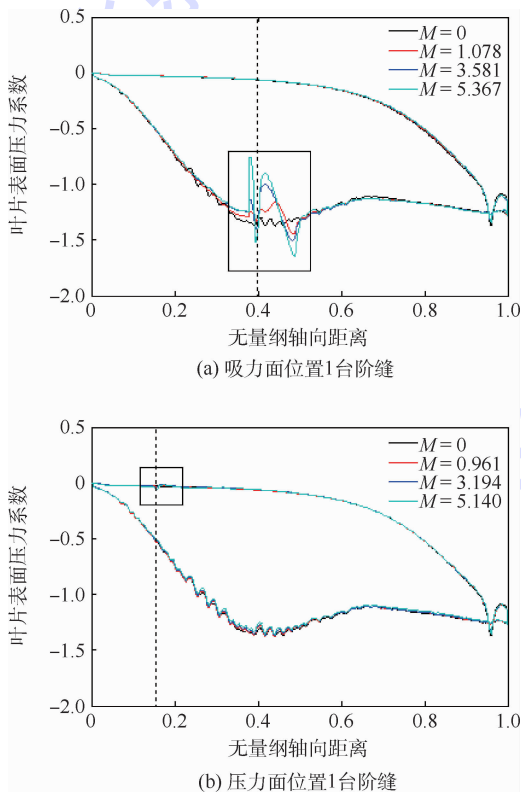 0.5
0
−0.5
−1.0
−1.5
−2.0
叶片表面压力系数
M = 0
M = 1.078
M = 3.581
M = 5.367
0 0.2 0.4 0.6 0.8 1.0
无量纲轴向距离
(a) 吸力面位置1台阶缝
0.5
0
−0.5
−1.0
−1.5
−2.0
叶片表面压力系数
M = 0
M = 0.961
M = 3.194
M = 5.140
0 0.2 0.4 0.6 0.8 1.0
无量纲轴向距离
(b) 压力面位置1台阶缝